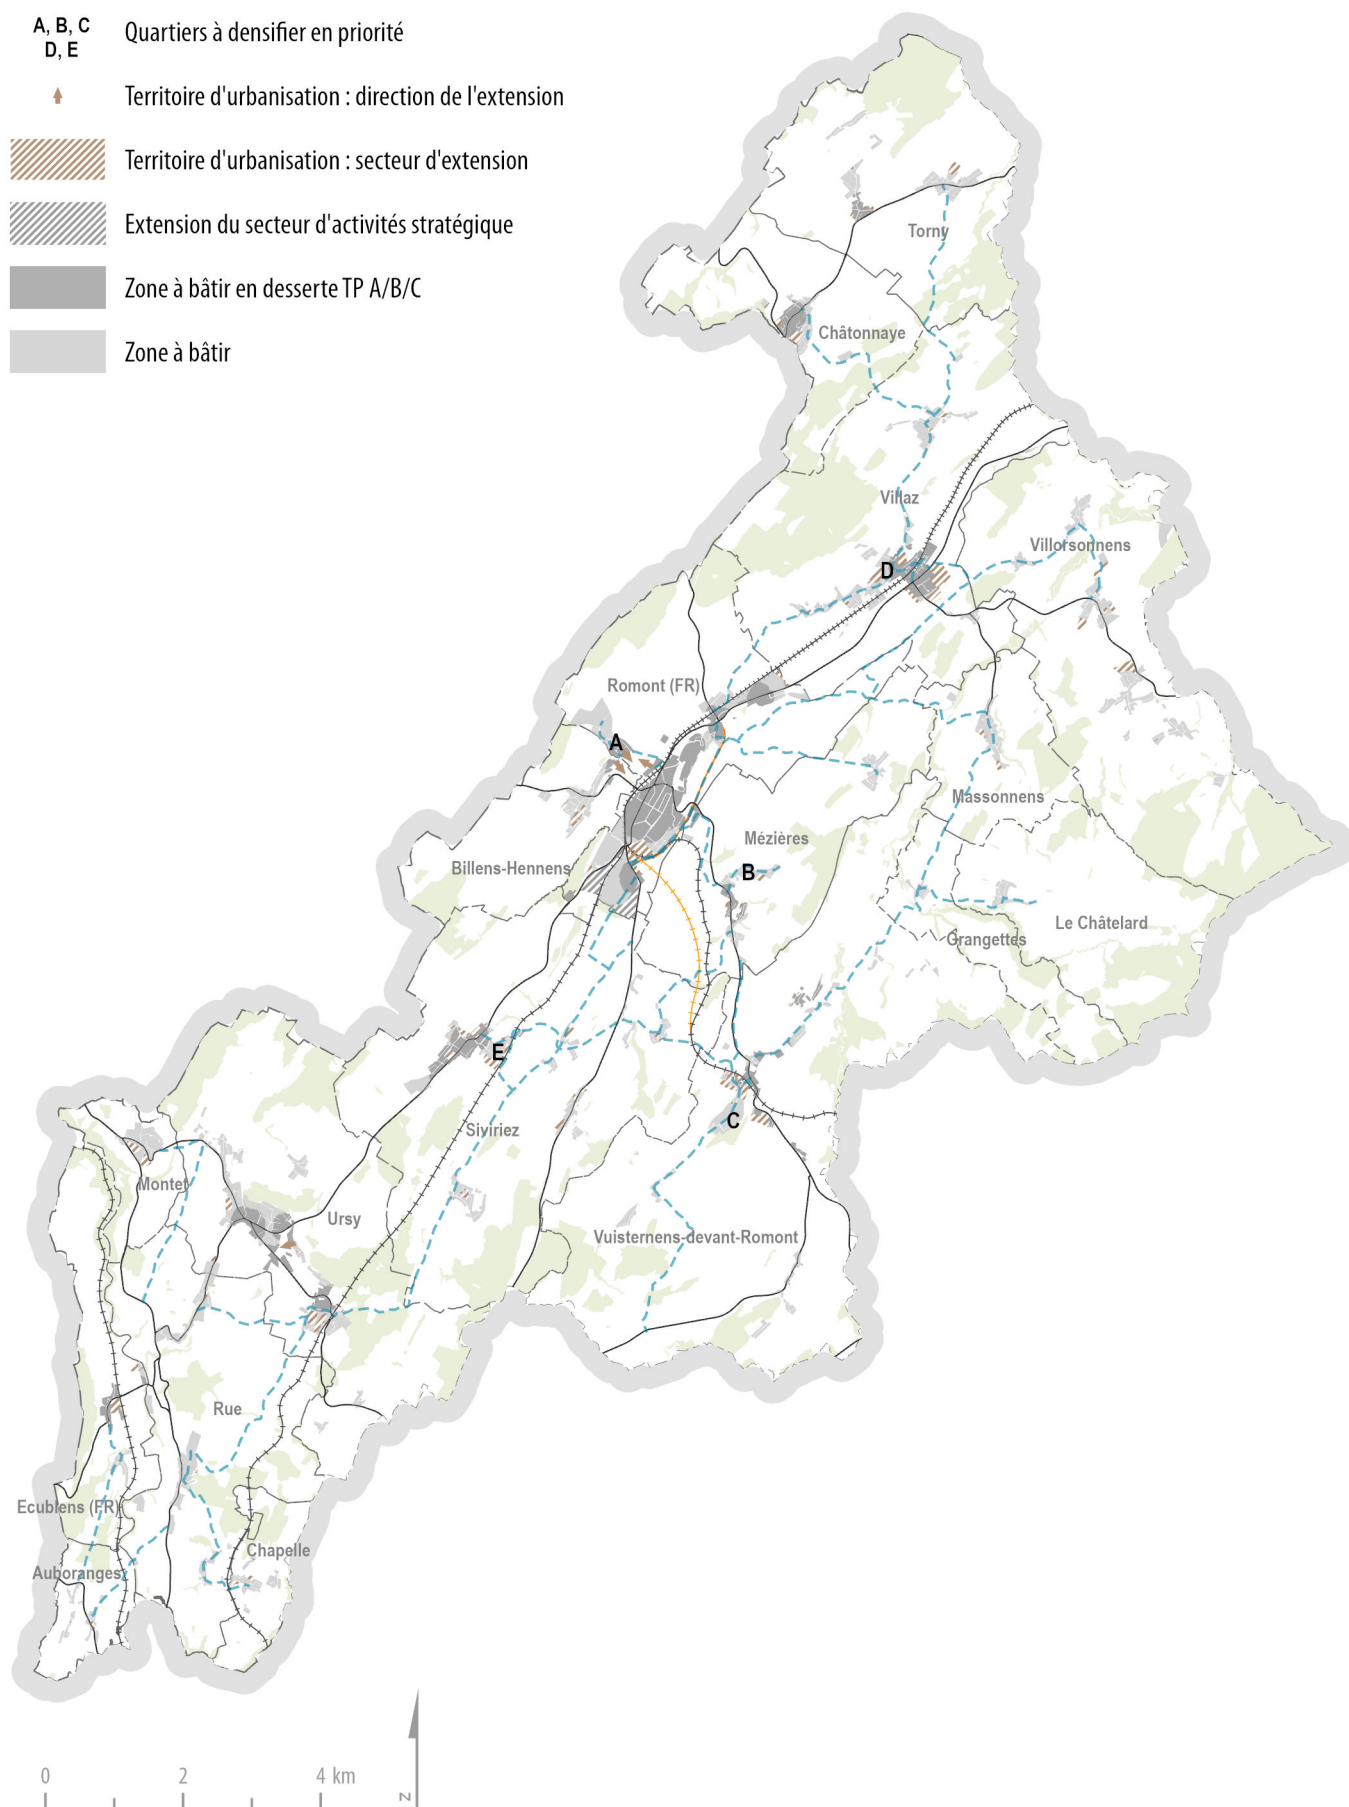 A, B, C
D, E
Quartiers à densifier en priorité
Territoire d'urbanisation : direction de l'extension
Territoire d'urbanisation : secteur d'extension
Extension du secteur d'activités stratégique
Zone à bâtir en desserte TP A/B/C
Zone à bâtir
Torny
Châtonnaye
Villaz
Villorsonnens
D
Romont (FR)
A
Massonnens
Mézières
Billens-Hennens
B
Le Châtelard
Grangettes
E
C
Siviriez
Montet
Ursy
Vuisternens-devant-Romont
Rue
Ecublens (FR)
Chapelle
Auboranges
0 2 4 km
N